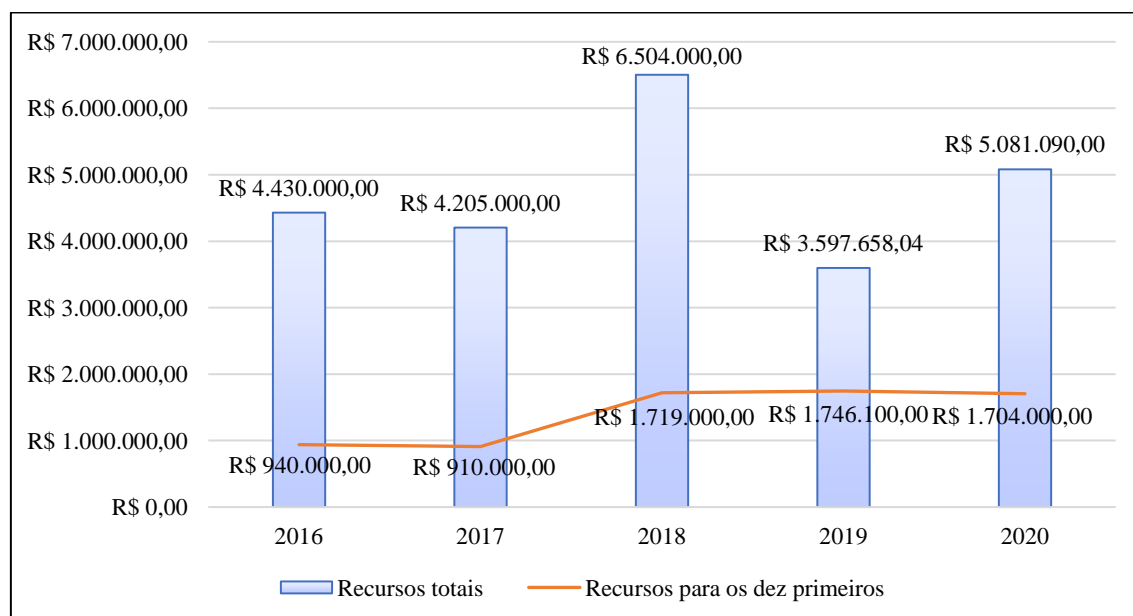 R$ 7.000.000,00
R$ 6.000.000,00
R$ 5.000.000,00
R$ 4.000.000,00
R$ 3.000.000,00
R$ 2.000.000,00
R$ 1.000.000,00
R$ 0,00
R$ 4.430.000,00
R$ 4.205.000,00
R$ 6.504.000,00
R$ 3.597.658,04
R$ 5.081.090,00
R$ 940.000,00
R$ 910.000,00
R$ 1.719.000,00
R$ 1.746.100,00
R$ 1.704.000,00
2016
2017
2018
2019
2020
Recursos totais
Recursos para os dez primeiros